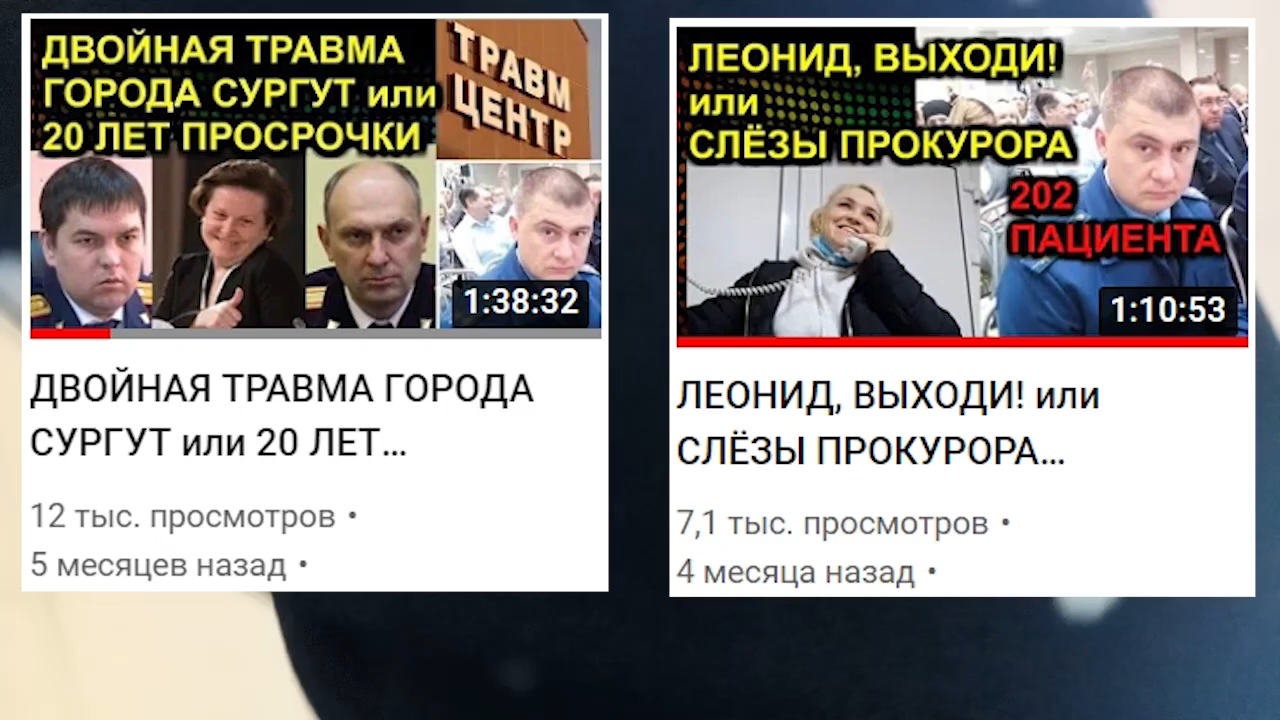 ДВОЙНАЯ ТРАВМА
ГОРОДА СУРГУТ или
20 ЛЕТ ПРОСРОЧКИ
ТРАВМ
ЦЕНТР
1:38:32
ДВОЙНАЯ ТРАВМА ГОРОДА
СУРГУТ или 20 ЛЕТ...
12 тыс. просмотров •
5 месяцев назад •
ЛЕОНИД, ВЫХОДИ!
или
СЛЁЗЫ ПРОКУРОРА
202
ПАЦИЕНТА
1:10:53
ЛЕОНИД, ВЫХОДИ! или
СЛЁЗЫ ПРОКУРОРА...
7,1 тыс. просмотров •
4 месяца назад •